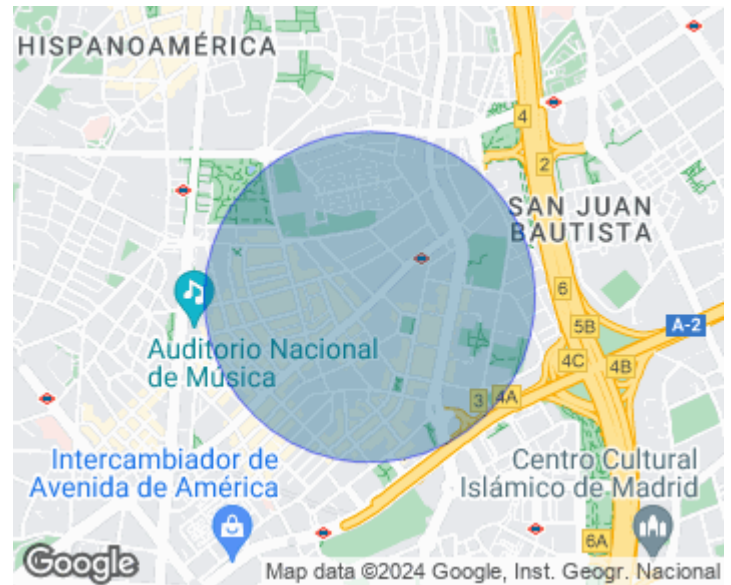 HISPANOAMÉRICA
4
2
SAN JUAN
BAUTISTA
6
5B
A-2
Auditorio Nacional
de Música
4C
4B
3
4A
Intercambiador de
Avenida de América
Centro Cultural
Islámico de Madrid
6A
Google
Map data ©2024 Google, Inst. Geogr. Nacional